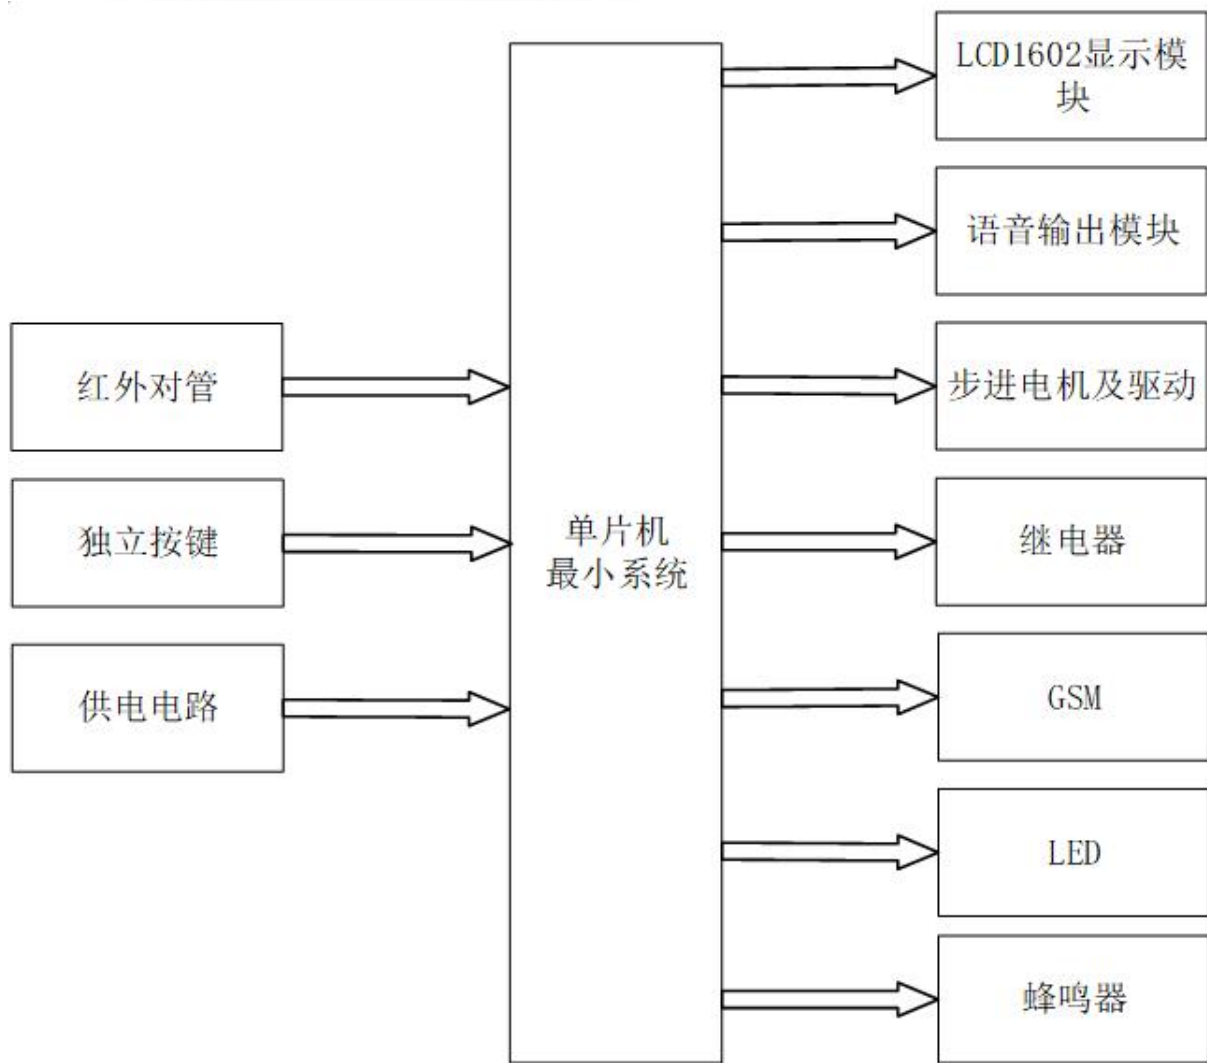 LCD1602显示模
块
语音输出模块
红外对管
步进电机及驱动
独立按键
单片机
最小系统
继电器
供电电路
GSM
LED
蜂鸣器